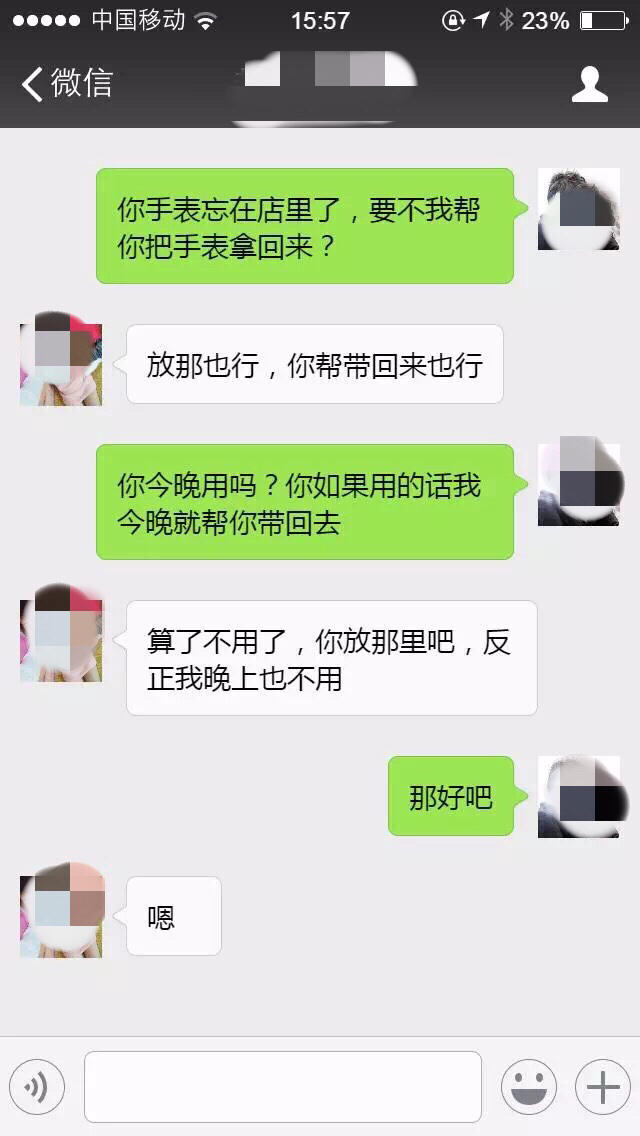 中国移动 15:57 23%
微信
你手表忘在店里了，要不我帮
你把手表拿回来？
放那也行，你帮带回来也行
你今晚用吗？你如果用的话我
今晚就帮你带回去
算了不用了，你放那里吧，反
正我晚上也不用
那好吧
嗯